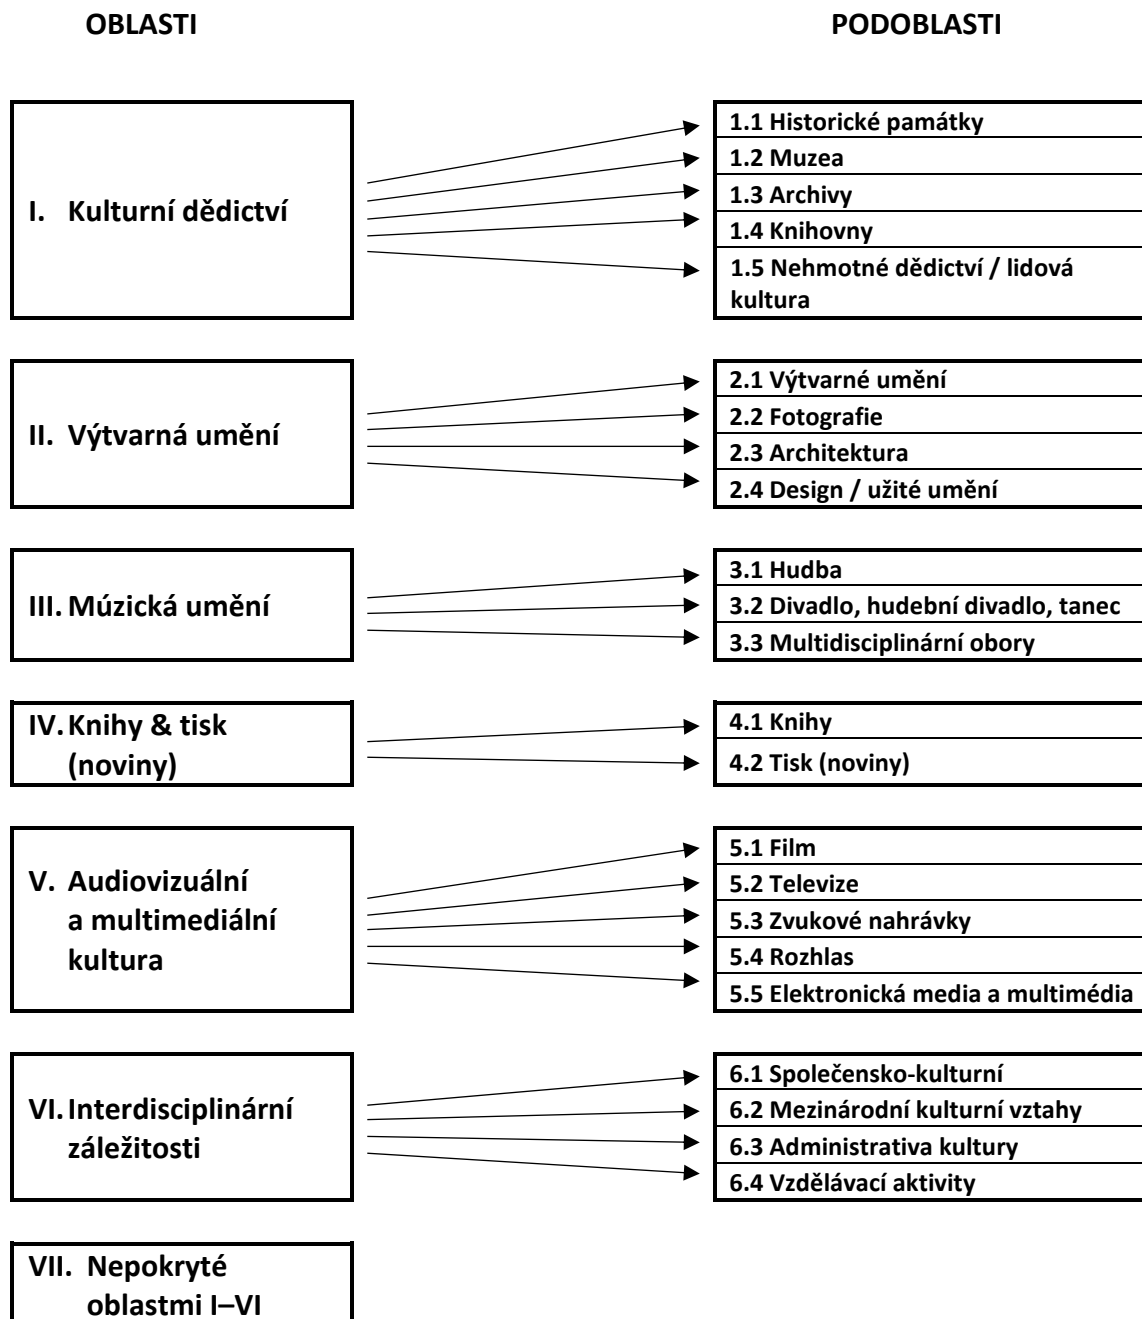 OBLASTI
PODOBLASTI
I. Kulturní dědictví
1.1 Historické památky
1.2 Muzea
1.3 Archivy
1.4 Knihovny
1.5 Nehmotné dědictví / lidová
kultura
II. Výtvarná umění
2.1 Výtvarné umění
2.2 Fotografie
2.3 Architektura
2.4 Design / užité umění
III. Múzická umění
3.1 Hudba
3.2 Divadlo, hudební divadlo, tanec
3.3 Multidisciplinární obory
IV. Knihy & tisk
(noviny)
4.1 Knihy
4.2 Tisk (noviny)
V. Audiovizuální
a multimediální
kultura
5.1 Film
5.2 Televize
5.3 Zvukové nahrávky
5.4 Rozhlas
5.5 Elektronická media a multimédia
VI. Interdisciplinární
záležitosti
6.1 Společensko-kulturní
6.2 Mezinárodní kulturní vztahy
6.3 Administrativa kultury
6.4 Vzdělávací aktivity
VII. Nepokryté
oblastmi I–VI